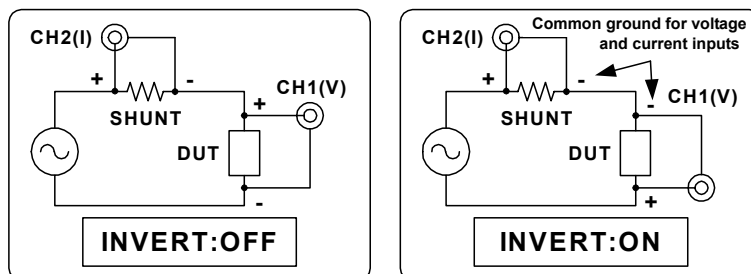 CH2(I)
+
-
SHUNT
+
CH1(V)
DUT
-
INVERT:OFF
Common ground for voltage
and current inputs
CH2(I)
+
-
SHUNT
-
CH1(V)
DUT
+
INVERT:ON